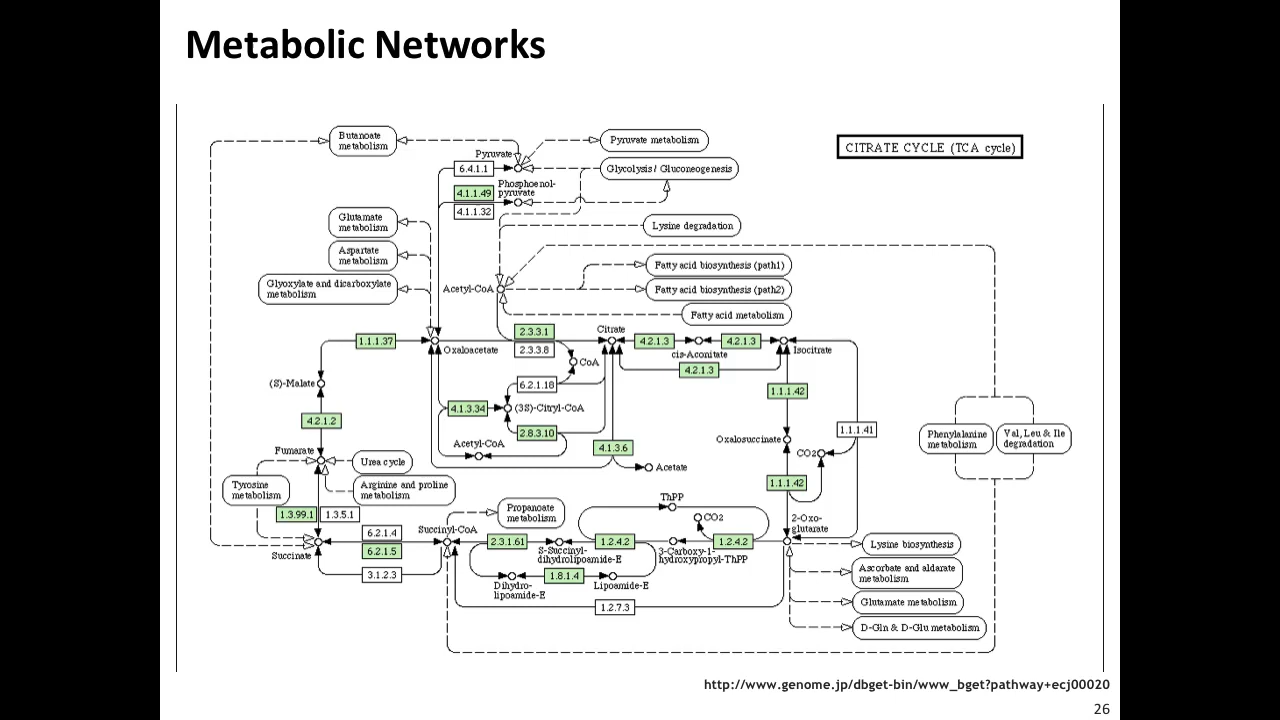 Metabolic Networks
CITRATE CYCLE (TCA cycle)
Butanoate
metabolism
Pyruvate metabolism
Pyruvate
6.4.1.1
Glycolysis / Gluconeogenesis
4.1.1.49
Phosphoenol-
pyruvate
4.1.1.32
Glutamate
metabolism
Lysine degradation
Aspartate
metabolism
Fatty acid biosynthesis (path1)
Glyoxylate and dicarboxylate
metabolism
Acetyl-CoA
Fatty acid biosynthesis (path2)
Fatty acid metabolism
1.1.1.37
Oxaloacetate
2.3.3.1
2.3.3.8
Citrate
4.2.1.3
cis-Aconitate
4.2.1.3
4.2.1.3
Isocitrate
CoA
(S)-Malate
6.2.1.18
1.1.1.42
4.1.3.34
(3S)-Citryl-CoA
4.2.1.2
2.8.3.10
1.1.1.41
Acetyl-CoA
4.1.3.6
Oxalosuccinate
CO2
Phenylalanine
metabolism
Val, Leu & Ile
degradation
Fumarate
Urea cycle
Acetate
Tyrosine
metabolism
Arginine and proline
metabolism
1.1.1.42
1.3.99.1
1.3.5.1
Propanoate
metabolism
ThPP
CO2
2-Oxo-
glutarate
6.2.1.4
Succinyl-CoA
6.2.1.5
Succinate
2.3.1.61
S-Succinyl-
dihydrolipoamide-E
1.2.4.2
3-Carboxy-1-
hydroxypropyl-ThPP
1.2.4.2
Lysine biosynthesis
3.1.2.3
Dihydro-
lipoamide-E
1.8.1.4
Lipoamide-E
Ascorbate and aldarate
metabolism
1.2.7.3
Glutamate metabolism
D-Gln & D-Glu metabolism
http://www.genome.jp/dbget-bin/www_bget?pathway+ecj00020
26